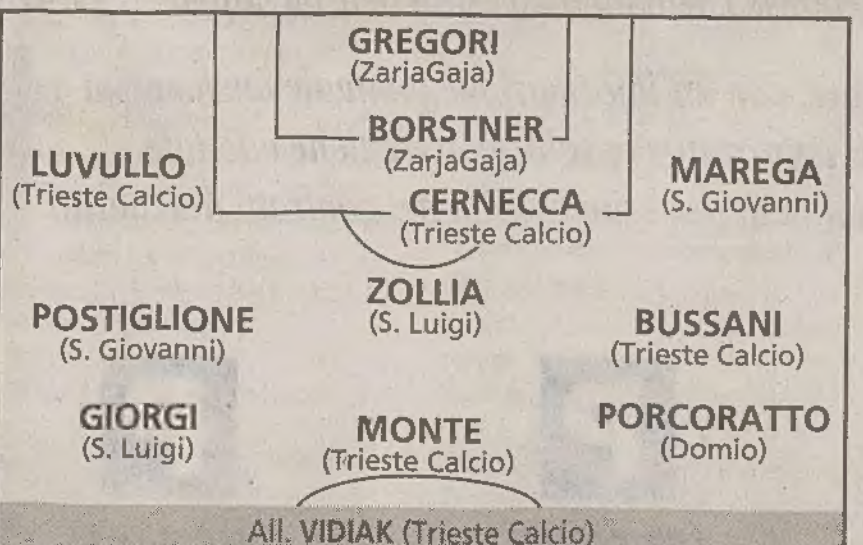 GREGORI
(ZarjaGaja)
BORSTNER
(ZarjaGaja)
LUVULLO
(Trieste Calcio)
CERNECCA
(Trieste Calcio)
MAREGA
(S. Giovanni)
POSTIGLIONE
(S. Giovanni)
ZOLLIA
(S. Luigi)
BUSSANI
(Trieste Calcio)
GIORGI
(S. Luigi)
MONTE
(Trieste Calcio)
PORCORATTO
(Domio)
All. VIDIAK (Trieste Calcio)